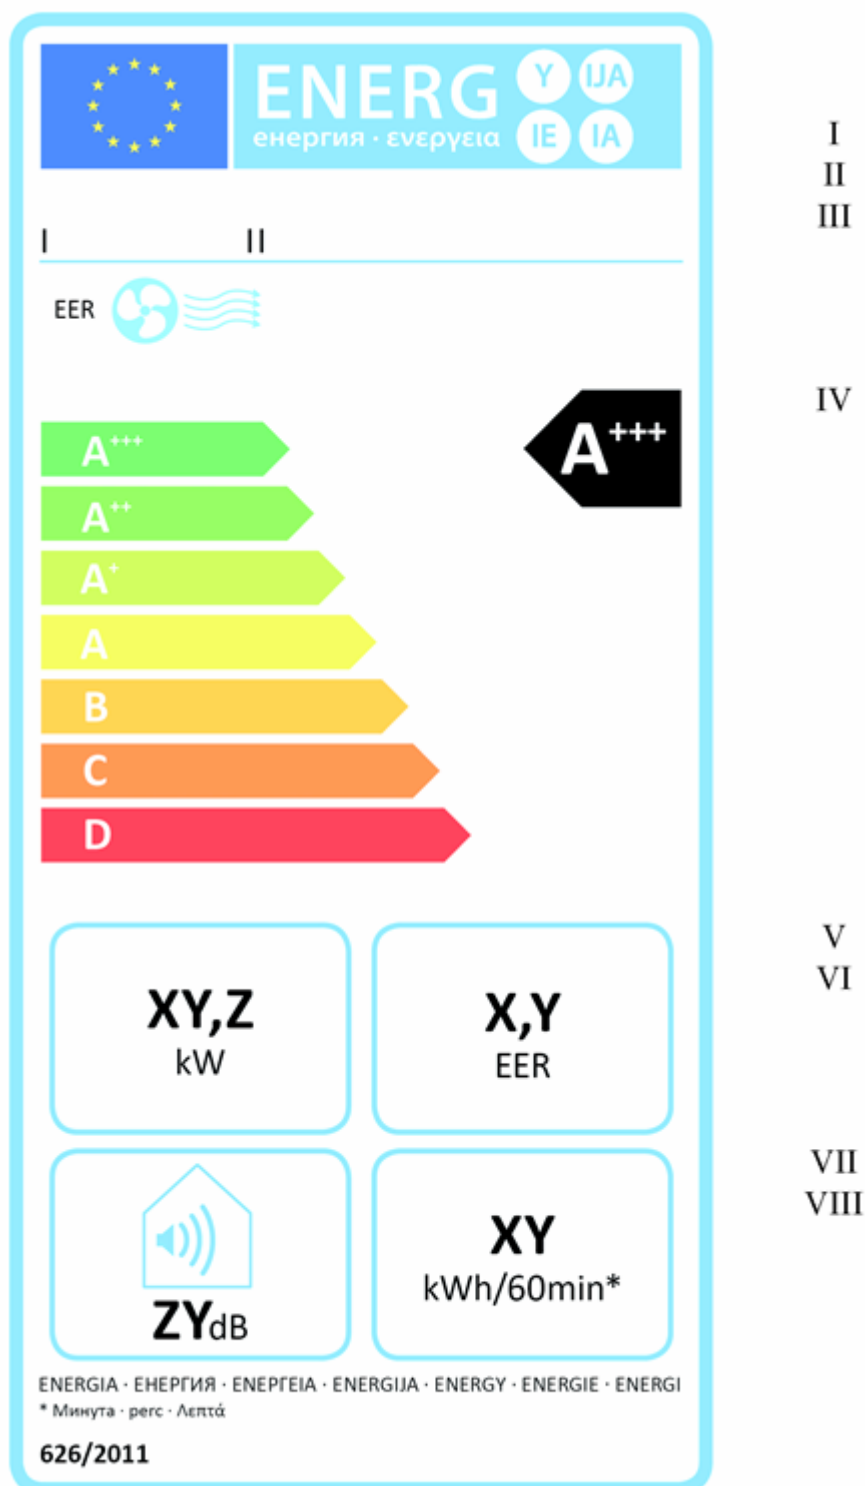 ENERG Y IJA
енергия · ενεργεια IE IA
I
II
III
I II
EER
IV
A+++
A+++
A++
A+
A
B
C
D
V
VI
XY,Z
kW
X,Y
EER
VII
VIII
ZYdB
XY
kWh/60min*
ENERGIA · ЕНЕРГИЯ · ΕΝΕΡΓΕΙΑ · ENERGIJA · ENERGY · ENERGIE · ENERGI
* Минута · perc · Λεπτά
626/2011